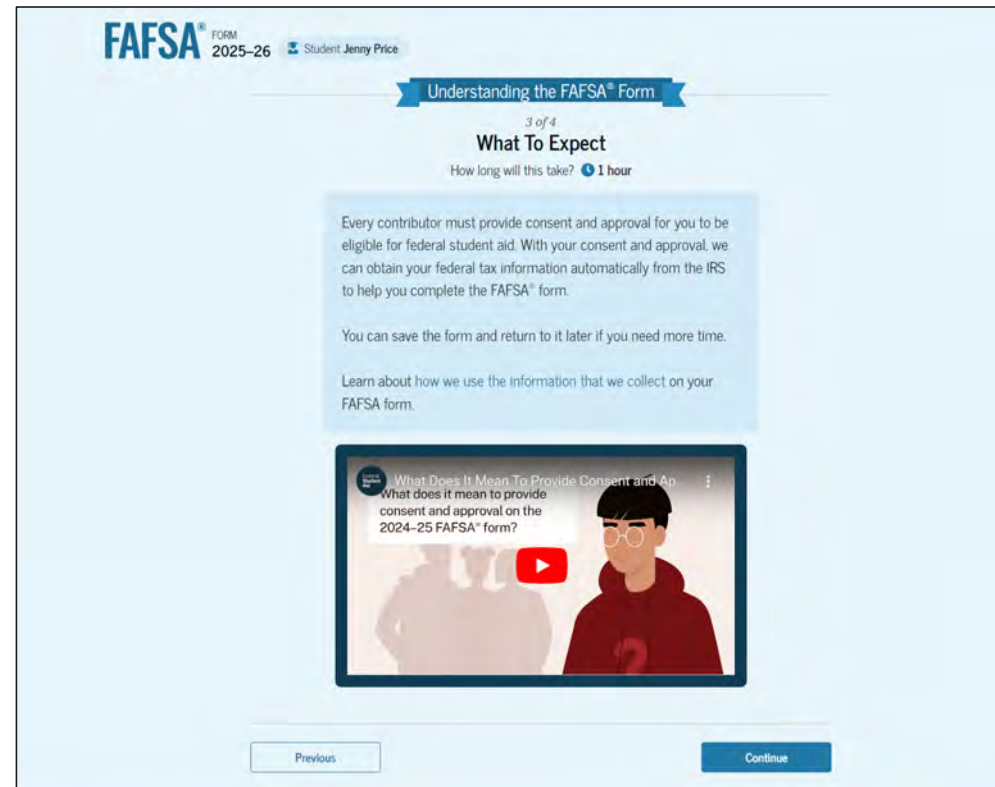 FAFSA® FORM 2025–26 Student Jenny Price
Understanding the FAFSA® Form
3 of 4
What To Expect
How long will this take? 1 hour
Every contributor must provide consent and approval for you to be
eligible for federal student aid. With your consent and approval, we
can obtain your federal tax information automatically from the IRS
to help you complete the FAFSA® form.
You can save the form and return to it later if you need more time.
Learn about how we use the information that we collect on your
FAFSA form.
Federal Student Aid
What Does It Mean To Provide Consent and Ap
What does it mean to provide
consent and approval on the
2024–25 FAFSA® form?
?
Previous
Continue